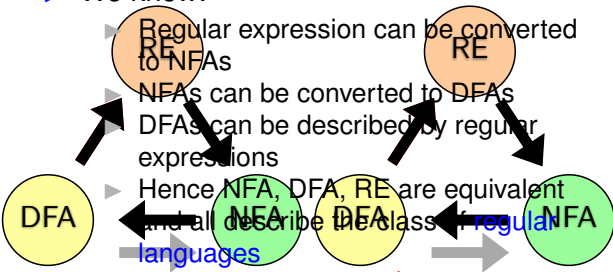 Regular expression can be converted
to NFAs
NFAs can be converted to DFAs
DFAs can be described by regular
expressions
Hence NFA, DFA, RE are equivalent
and all describe the class of regular
languages
RE
RE
DFA
NFA
DFA
NFA